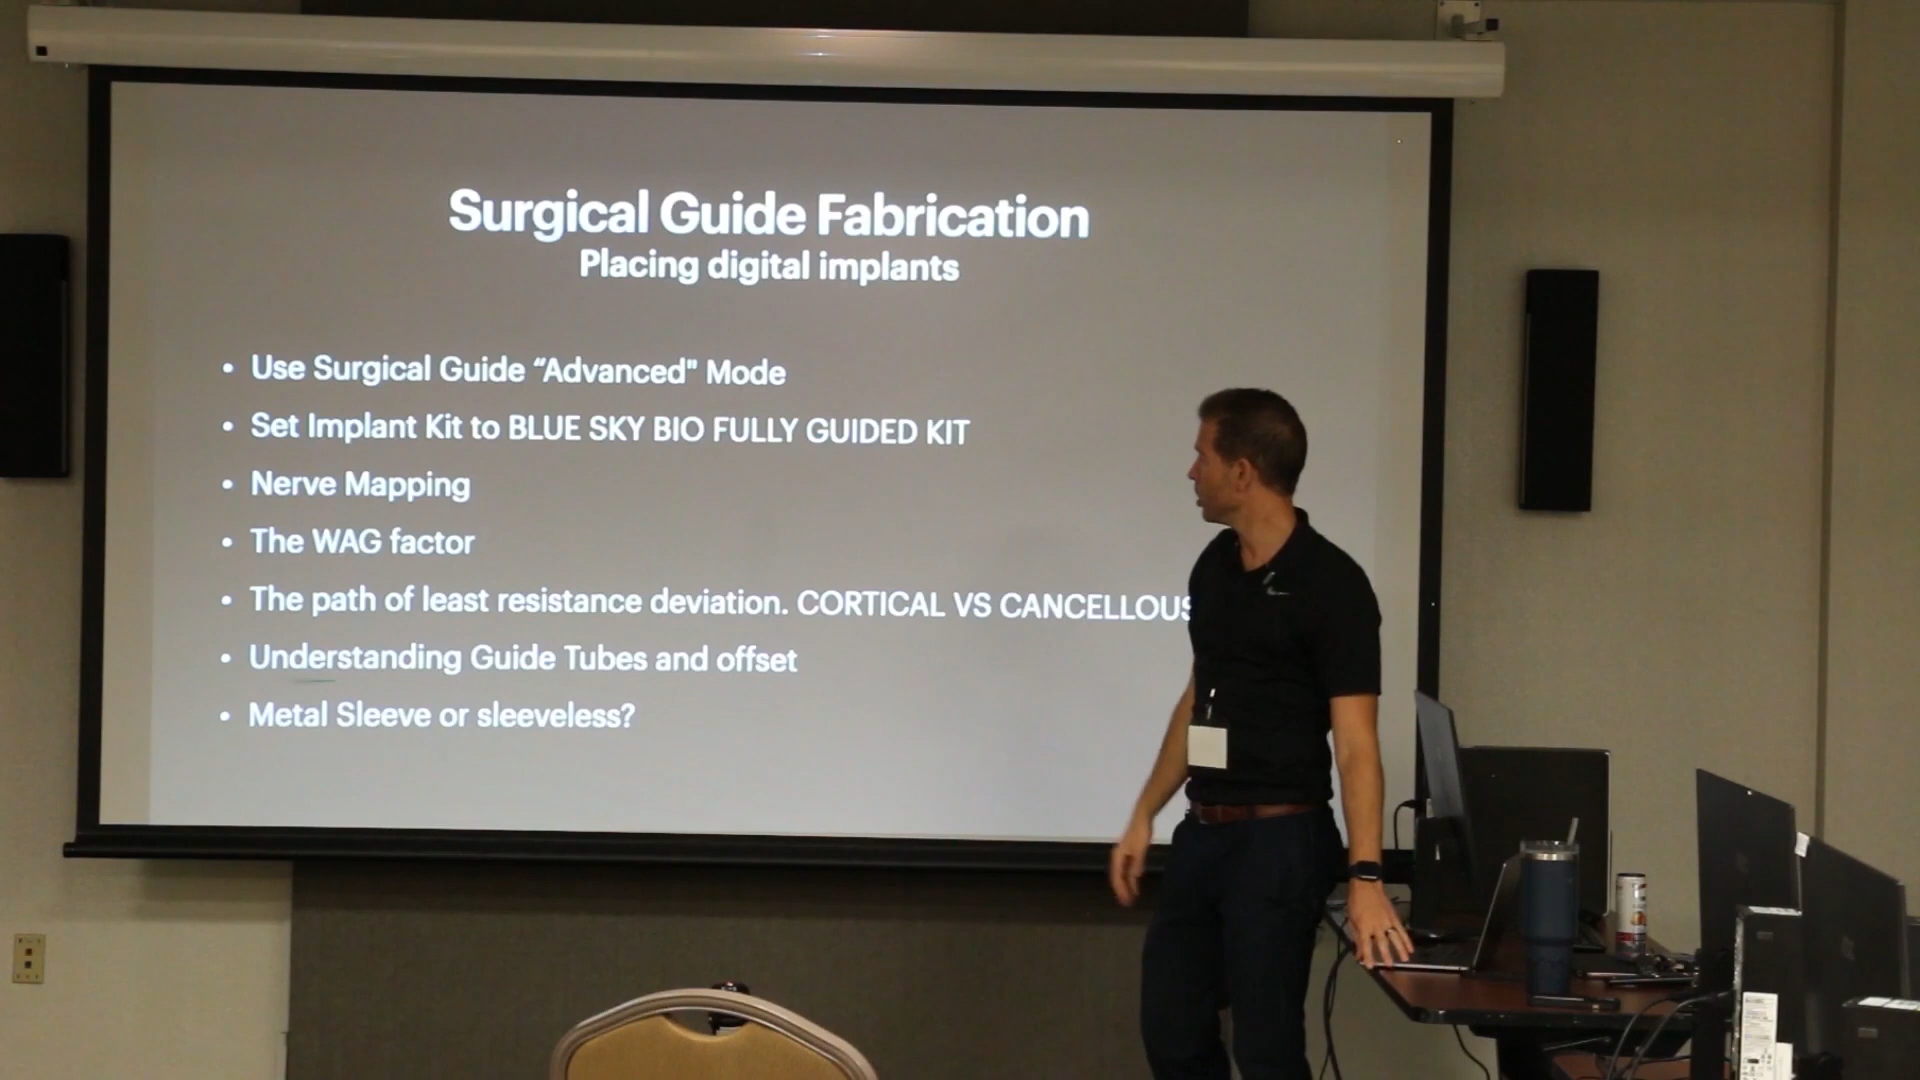 Surgical Guide Fabrication
Placing digital implants
• Use Surgical Guide “Advanced" Mode
• Set Implant Kit to BLUE SKY BIO FULLY GUIDED KIT
• Nerve Mapping
• The WAG factor
• The path of least resistance deviation. CORTICAL VS CANCELLOUS
• Understanding Guide Tubes and offset
• Metal Sleeve or sleeveless?